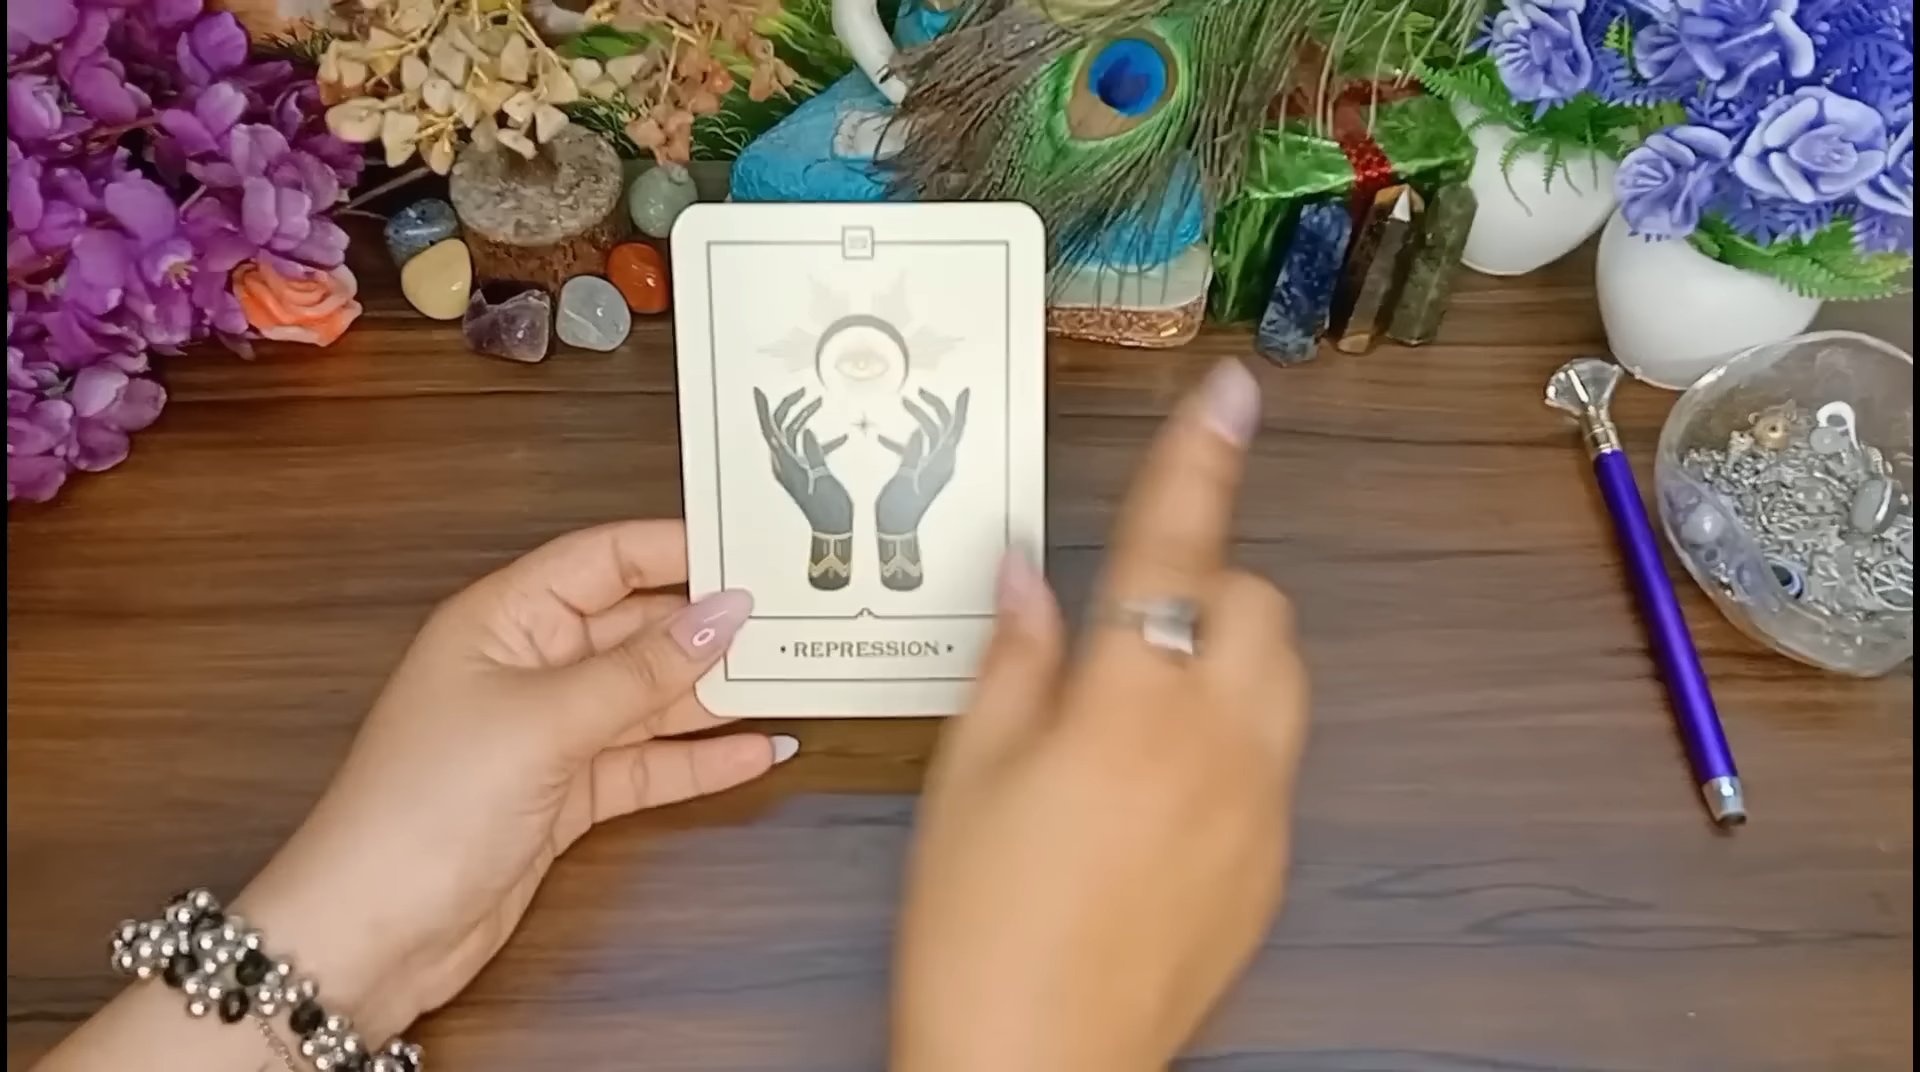 • REPRESSION •